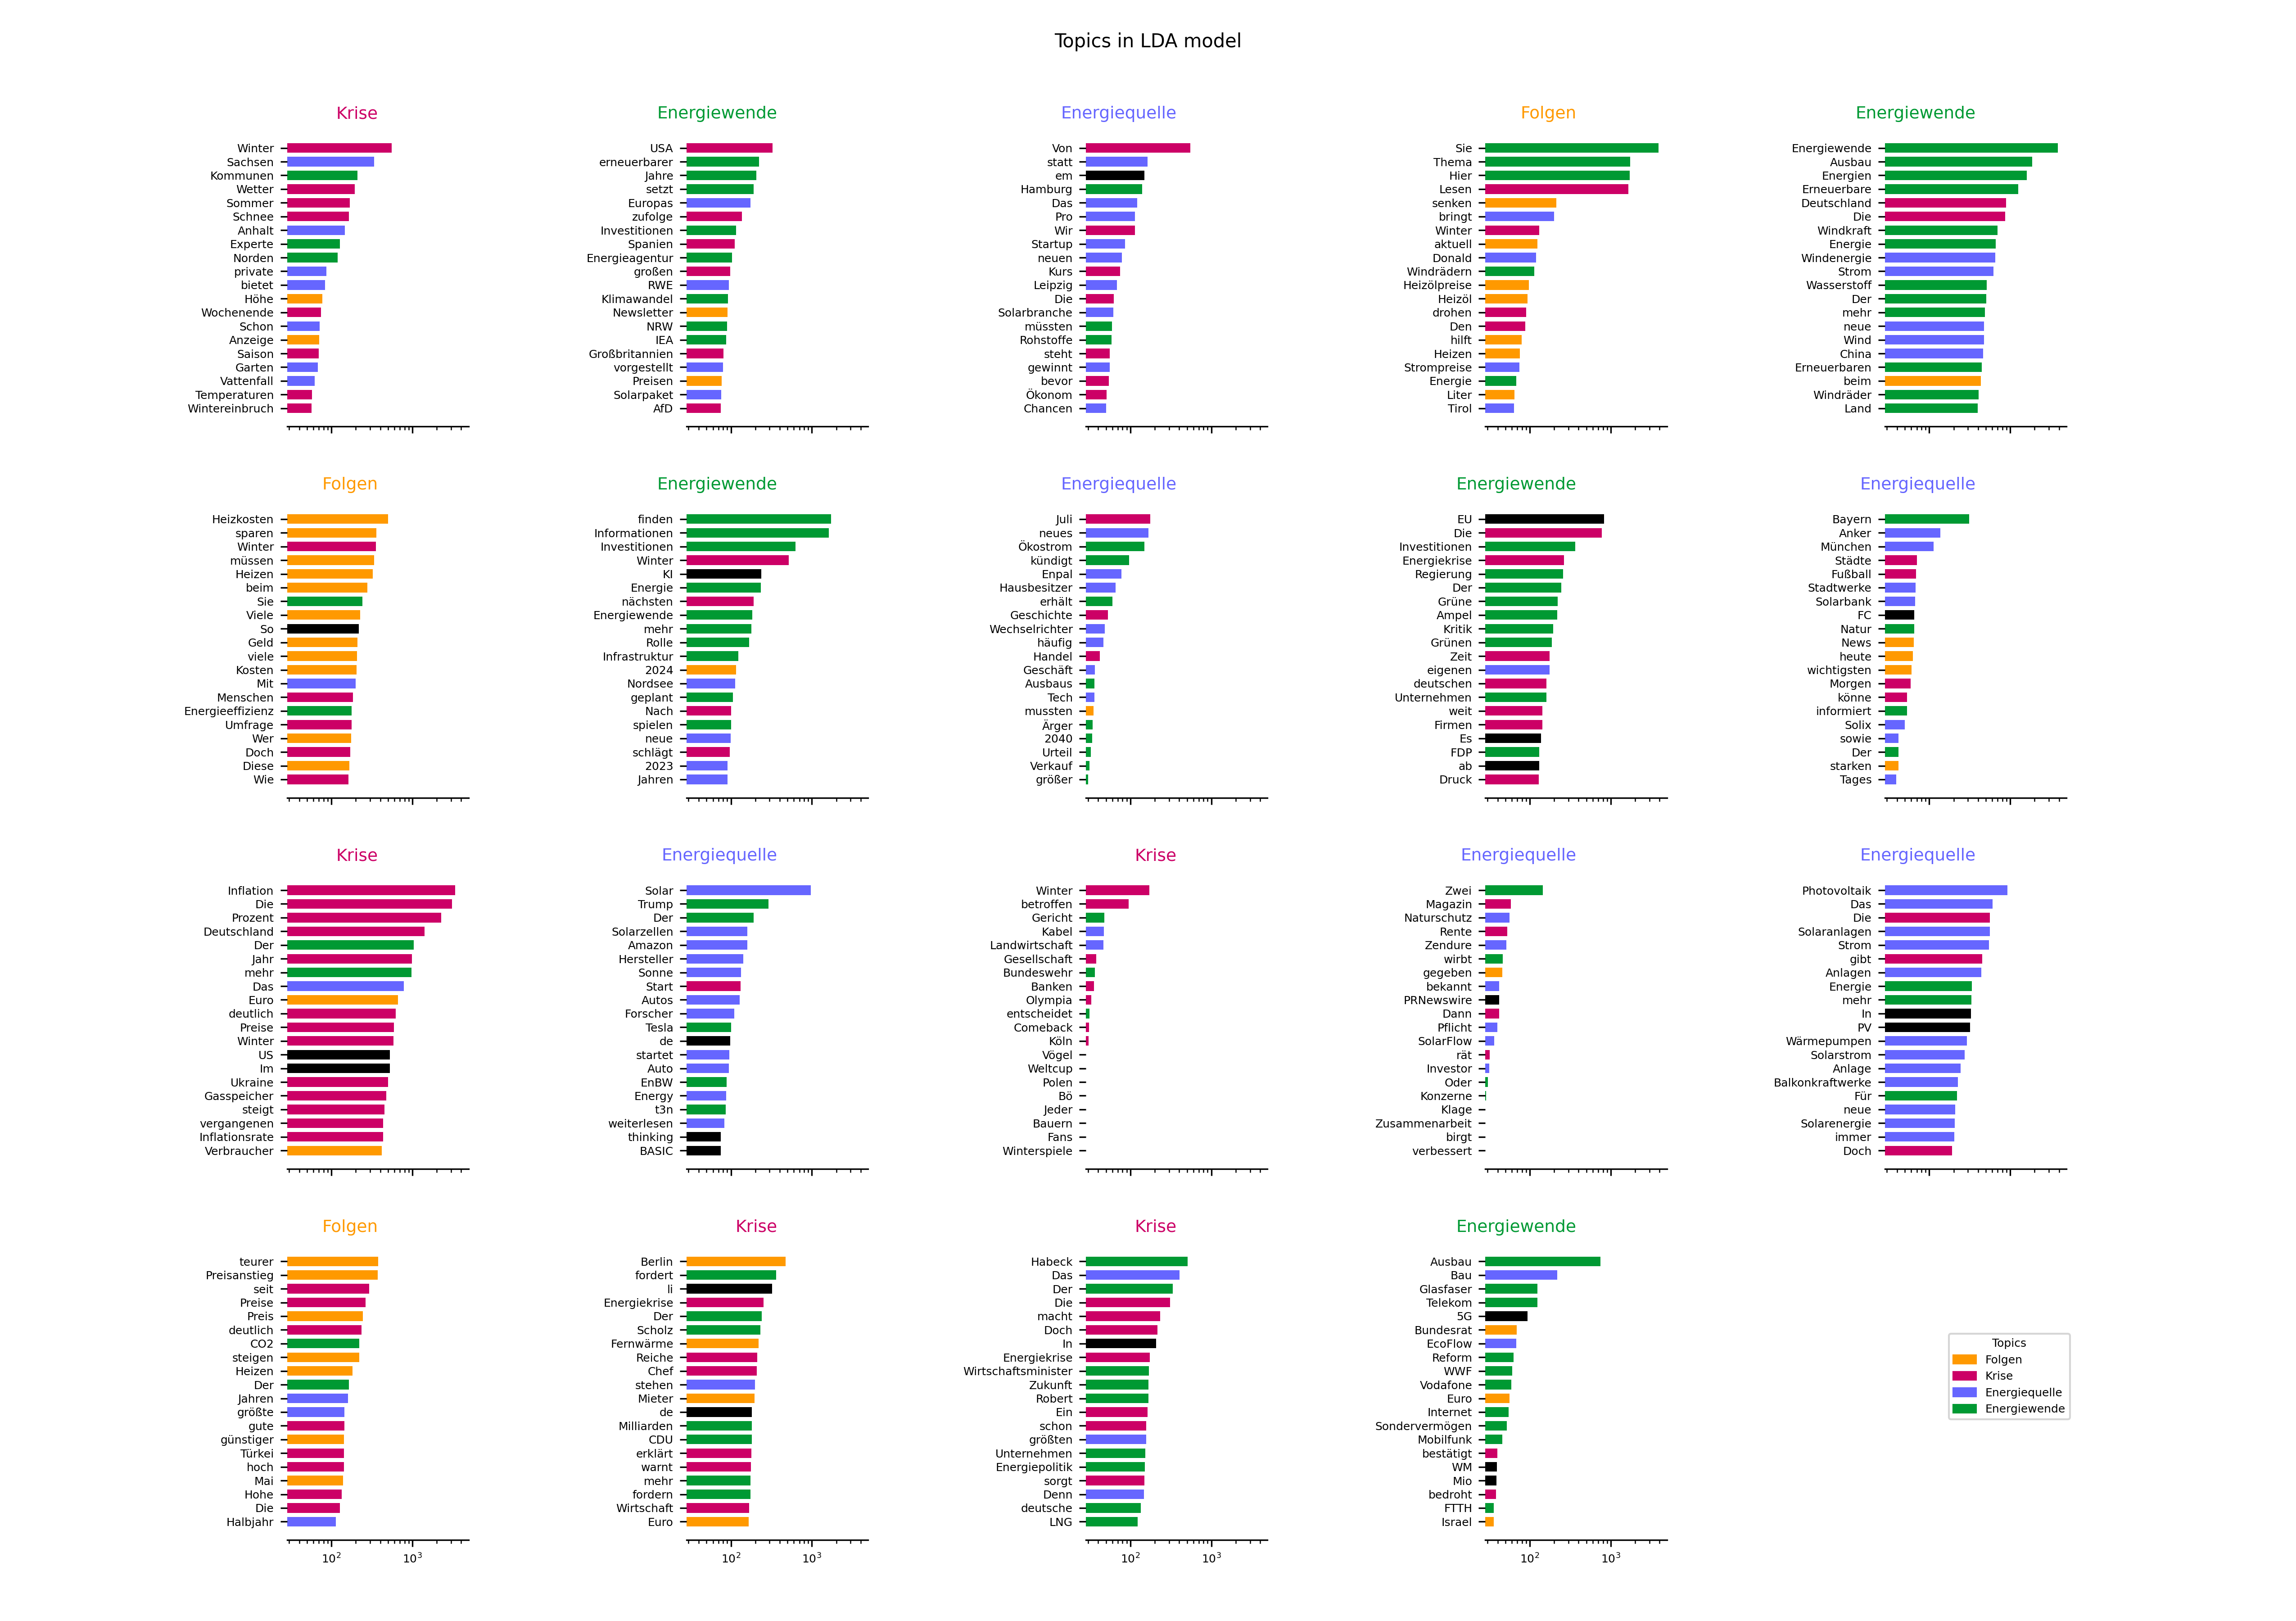 Topics in LDA model
Krise
Winter
Sachsen
Kommunen
Wetter
Sommer
Schnee
Anhalt
Experte
Norden
private
bietet
Höhe
Wochenende
Schon
Anzeige
Saison
Garten
Vattenfall
Temperaturen
Wintereinbruch
Energiewende
USA
erneuerbarer
Jahre
setzt
Europas
zufolge
Investitionen
Spanien
Energieagentur
großen
RWE
Klimawandel
Newsletter
NRW
IEA
Großbritannien
vorgestellt
Preisen
Solarpaket
AfD
Energiequelle
Von
statt
em
Hamburg
Das
Pro
Wir
Startup
neuen
Kurs
Leipzig
Die
Solarbranche
müssten
Rohstoffe
steht
gewinnt
bevor
Ökonom
Chancen
Folgen
Sie
Thema
Hier
Lesen
senken
bringt
Winter
aktuell
Donald
Windrädern
Heizölpreise
Heizöl
drohen
Den
hilft
Heizen
Strompreise
Energie
Liter
Tirol
Energiewende
Energiewende
Ausbau
Energien
Erneuerbare
Deutschland
Die
Windkraft
Energie
Windenergie
Strom
Wasserstoff
Der
mehr
neue
Wind
China
Erneuerbaren
beim
Windräder
Land
Folgen
Heizkosten
sparen
Winter
müssen
Heizen
beim
Sie
Viele
So
Geld
viele
Kosten
Mit
Menschen
Energieeffizienz
Umfrage
Wer
Doch
Diese
Wie
Energiewende
finden
Informationen
Investitionen
Winter
KI
Energie
nächsten
Energiewende
mehr
Rolle
Infrastruktur
2024
Nordsee
geplant
Nach
spielen
neue
schlägt
2023
Jahren
Energiequelle
Juli
neues
Ökostrom
kündigt
Enpal
Hausbesitzer
erhält
Geschichte
Wechselrichter
häufig
Handel
Geschäft
Ausbaus
Tech
mussten
Ärger
2040
Urteil
Verkauf
größer
Energiewende
EU
Die
Investitionen
Energiekrise
Regierung
Der
Grüne
Ampel
Kritik
Grünen
Zeit
eigenen
deutschen
Unternehmen
weit
Firmen
Es
FDP
ab
Druck
Energiequelle
Bayern
Anker
München
Städte
Fußball
Stadtwerke
Solarbank
FC
Natur
News
heute
wichtigsten
Morgen
könne
informiert
Solix
sowie
Der
starken
Tages
Krise
Inflation
Die
Prozent
Deutschland
Der
Jahr
mehr
Das
Euro
deutlich
Preise
Winter
US
Im
Ukraine
Gasspeicher
steigt
vergangenen
Inflationsrate
Verbraucher
Energiequelle
Solar
Trump
Der
Solarzellen
Amazon
Hersteller
Sonne
Start
Autos
Forscher
Tesla
de
startet
Auto
EnBW
Energy
t3n
weiterlesen
thinking
BASIC
Krise
Winter
betroffen
Gericht
Kabel
Landwirtschaft
Gesellschaft
Bundeswehr
Banken
Olympia
entscheidet
Comeback
Köln
Vögel
Weltcup
Polen
Bö
Jeder
Bauern
Fans
Winterspiele
Energiequelle
Zwei
Magazin
Naturschutz
Rente
Zendure
wirbt
gegeben
bekannt
PRNewswire
Dann
Pflicht
SolarFlow
rät
Investor
Oder
Konzerne
Klage
Zusammenarbeit
birgt
verbessert
Energiequelle
Photovoltaik
Das
Die
Solaranlagen
Strom
gibt
Anlagen
Energie
mehr
In
PV
Wärmepumpen
Solarstrom
Anlage
Balkonkraftwerke
Für
neue
Solarenergie
immer
Doch
Folgen
teurer
Preisanstieg
seit
Preise
Preis
deutlich
CO2
steigen
Heizen
Der
Jahren
größte
gute
günstiger
Türkei
hoch
Mai
Hohe
Die
Halbjahr
10²
10³
Krise
Berlin
fordert
li
Energiekrise
Der
Scholz
Fernwärme
Reiche
Chef
stehen
Mieter
de
Milliarden
CDU
erklärt
warnt
mehr
fordern
Wirtschaft
Euro
10²
10³
Krise
Habeck
Das
Der
Die
macht
Doch
In
Energiekrise
Wirtschaftsminister
Zukunft
Robert
Ein
schon
größten
Unternehmen
Energiepolitik
sorgt
Denn
deutsche
LNG
10²
10³
Energiewende
Ausbau
Bau
Glasfaser
Telekom
5G
Bundesrat
EcoFlow
Reform
WWF
Vodafone
Euro
Internet
Sondervermögen
Mobilfunk
bestätigt
WM
Mio
bedroht
FTTH
Israel
10²
10³
Topics
Folgen
Krise
Energiequelle
Energiewende